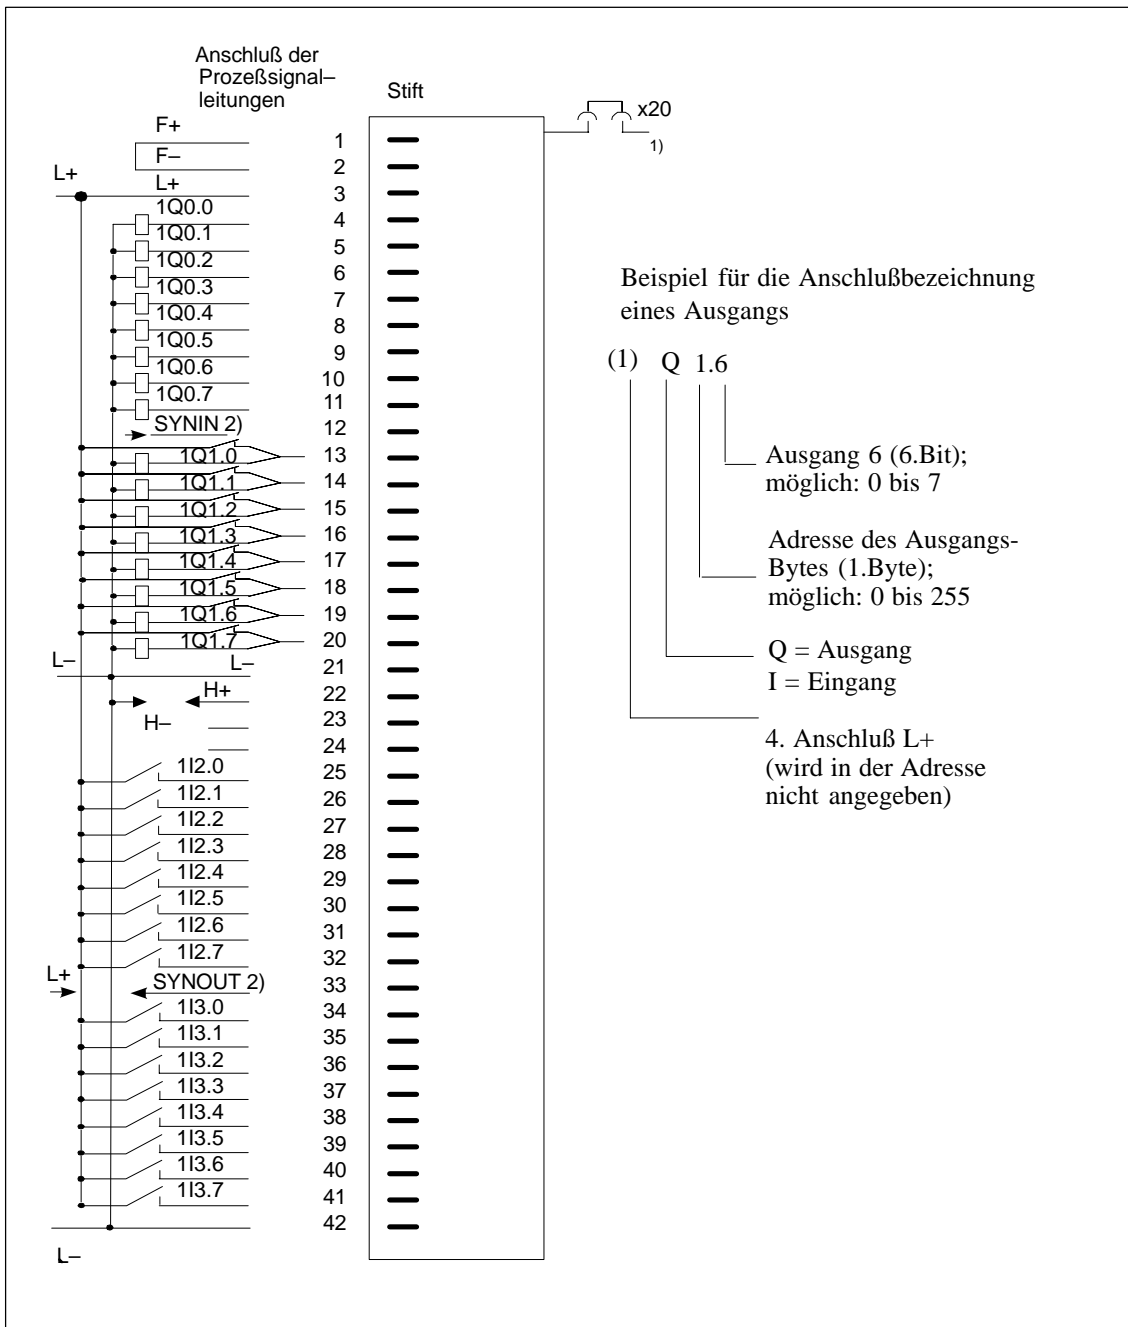 Anschluß der
Prozeßsignal–
leitungen
Stift
x20
1)
F+
1
F–
2
L+
L+
3
1Q0.0
4
1Q0.1
5
1Q0.2
6
1Q0.3
7
1Q0.4
8
1Q0.5
9
1Q0.6
10
1Q0.7
11
SYNIN 2)
12
1Q1.0
13
1Q1.1
14
1Q1.2
15
1Q1.3
16
1Q1.4
17
1Q1.5
18
1Q1.6
19
1Q1.7
20
L–
L–
21
H+
22
H–
23
24
1I2.0
25
1I2.1
26
1I2.2
27
1I2.3
28
1I2.4
29
1I2.5
30
1I2.6
31
1I2.7
32
L+
SYNOUT 2)
33
1I3.0
34
1I3.1
35
1I3.2
36
1I3.3
37
1I3.4
38
1I3.5
39
1I3.6
40
1I3.7
41
42
L–
Beispiel für die Anschlußbezeichnung
eines Ausgangs
(1) Q 1.6
Ausgang 6 (6.Bit);
möglich: 0 bis 7
Adresse des Ausgangs-
Bytes (1.Byte);
möglich: 0 bis 255
Q = Ausgang
I = Eingang
4. Anschluß L+
(wird in der Adresse
nicht angegeben)